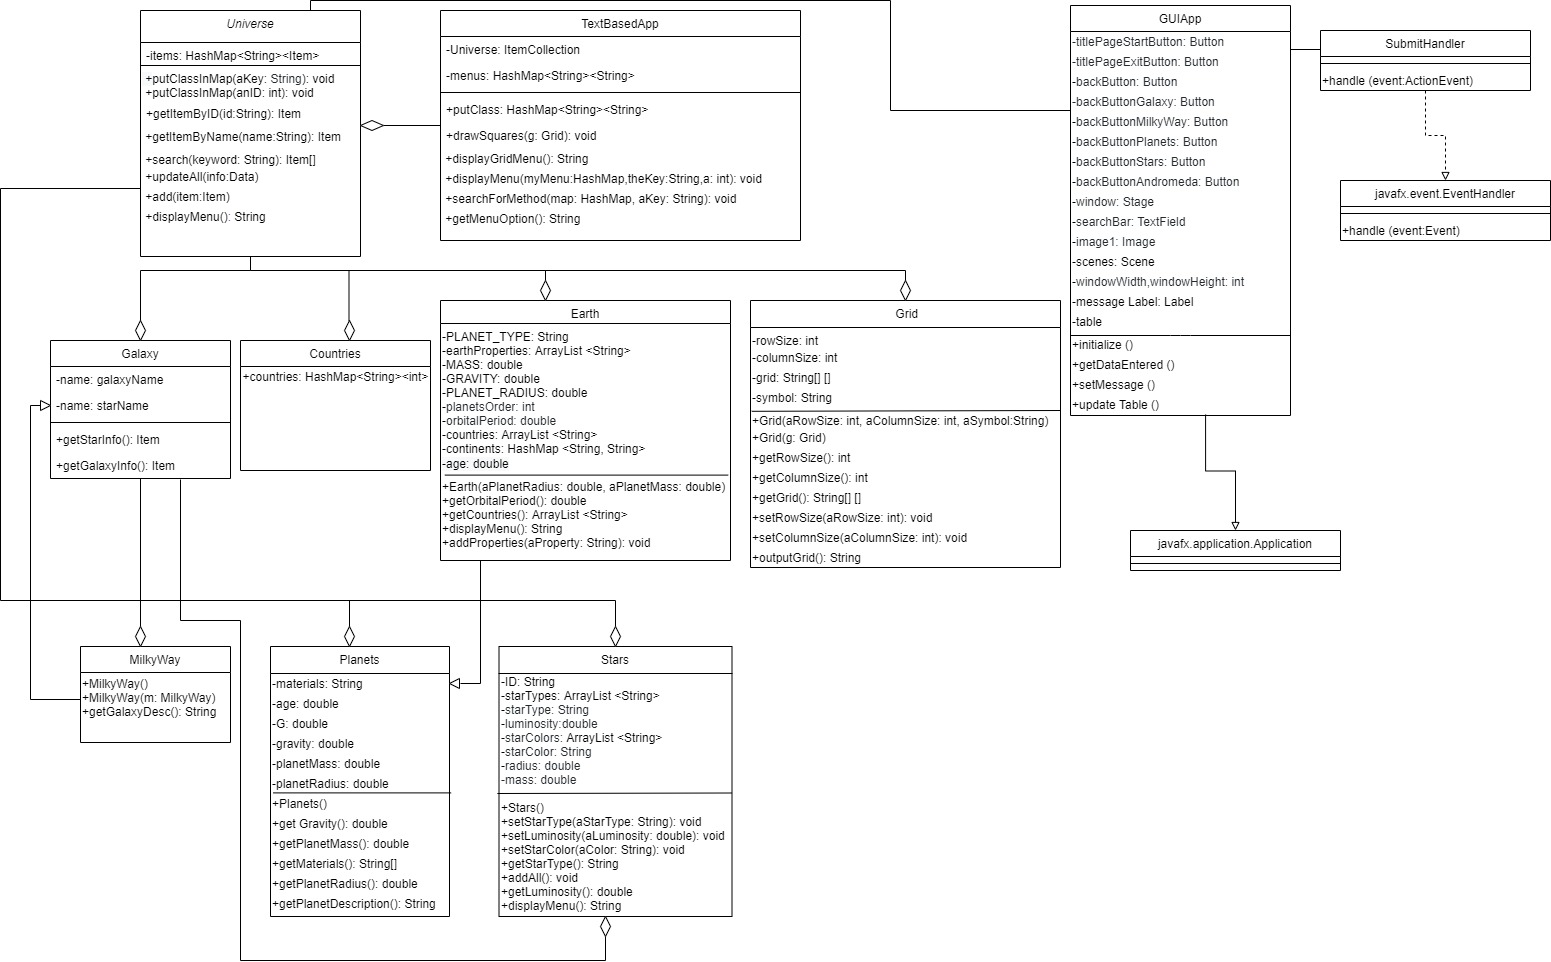 Universe
-items: HashMap<String><Item>
+putClassInMap(aKey: String): void
+putClassInMap(anID: int): void
+getItemByID(id:String): Item
+getItemByName(name:String): Item
+search(keyword: String): Item[]
+updateAll(info:Data)
+add(item:Item)
+displayMenu(): String
TextBasedApp
-Universe: ItemCollection
-menus: HashMap<String><String>
+putClass: HashMap<String><String>
+drawSquares(g: Grid): void
+displayGridMenu(): String
+displayMenu(myMenu:HashMap,theKey:String,a: int): void
+searchForMethod(map: HashMap, aKey: String): void
+getMenuOption(): String
GUIApp
-titlePageStartButton: Button
-titlePageExitButton: Button
-backButton: Button
-backButtonGalaxy: Button
-backButtonMilkyWay: Button
-backButtonPlanets: Button
-backButtonStars: Button
-backButtonAndromeda: Button
-window: Stage
-searchBar: TextField
-image1: Image
-scenes: Scene
-windowWidth,windowHeight: int
-message Label: Label
-table
+initialize ()
+getDataEntered ()
+setMessage ()
+update Table ()
SubmitHandler
+handle (event:ActionEvent)
javafx.event.EventHandler
+handle (event:Event)
Galaxy
-name: galaxyName
-name: starName
+getStarInfo(): Item
+getGalaxyInfo(): Item
Countries
+countries: HashMap<String><int>
Earth
-PLANET_TYPE: String
-earthProperties: ArrayList <String>
-MASS: double
-GRAVITY: double
-PLANET_RADIUS: double
-planetsOrder: int
-orbitalPeriod: double
-countries: ArrayList <String>
-continents: HashMap <String, String>
-age: double
+Earth(aPlanetRadius: double, aPlanetMass: double)
+getOrbitalPeriod(): double
+getCountries(): ArrayList <String>
+displayMenu(): String
+addProperties(aProperty: String): void
Grid
-rowSize: int
-columnSize: int
-grid: String[] []
-symbol: String
+Grid(aRowSize: int, aColumnSize: int, aSymbol:String)
+Grid(g: Grid)
+getRowSize(): int
+getColumnSize(): int
+getGrid(): String[] []
+setRowSize(aRowSize: int): void
+setColumnSize(aColumnSize: int): void
+outputGrid(): String
javafx.application.Application
MilkyWay
+MilkyWay()
+MilkyWay(m: MilkyWay)
+getGalaxyDesc(): String
Planets
-materials: String
-age: double
-G: double
-gravity: double
-planetMass: double
-planetRadius: double
+Planets()
+get Gravity(): double
+getPlanetMass(): double
+getMaterials(): String[]
+getPlanetRadius(): double
+getPlanetDescription(): String
Stars
-ID: String
-starTypes: ArrayList <String>
-starType: String
-luminosity:double
-starColors: ArrayList <String>
-starColor: String
-radius: double
-mass: double
+Stars()
+setStarType(aStarType: String): void
+setLuminosity(aLuminosity: double): void
+setStarColor(aColor: String): void
+getStarType(): String
+addAll(): void
+getLuminosity(): double
+displayMenu(): String